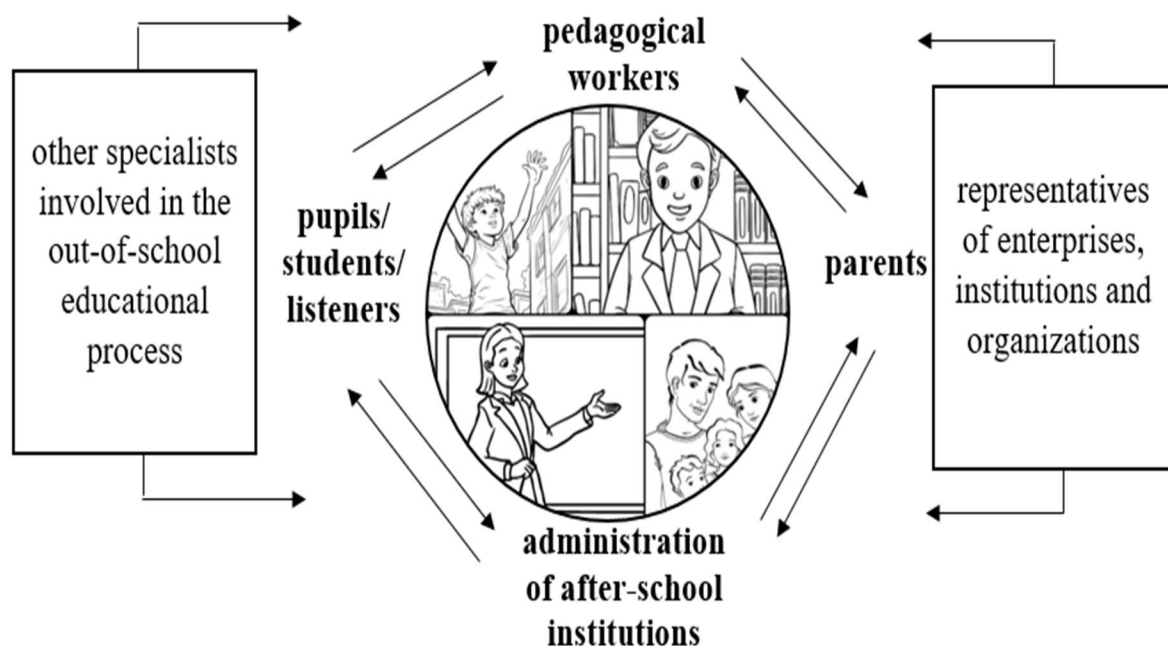 pedagogical
workers
other specialists
involved in the
out-of-school
educational
process
pupils/
students/
listeners
parents
representatives
of enterprises,
institutions and
organizations
administration
of after-school
institutions